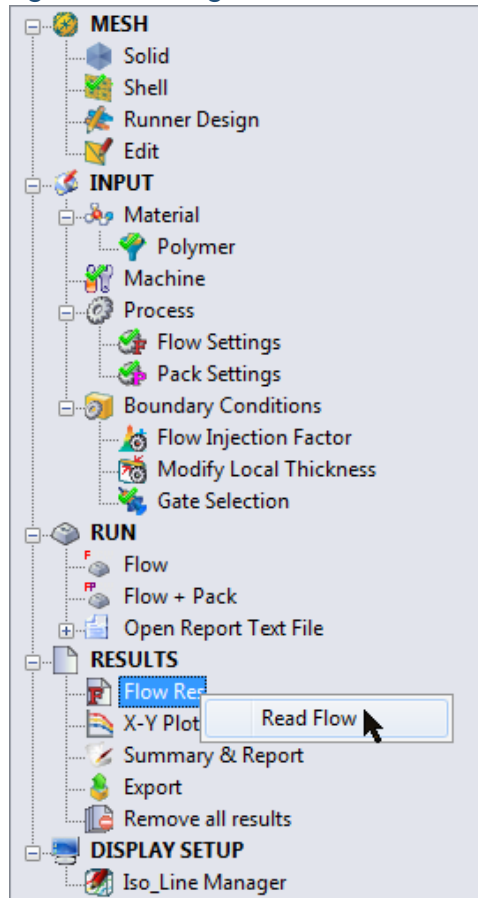 MESH
Solid
Shell
Runner Design
Edit
INPUT
Material
Polymer
Machine
Process
Flow Settings
Pack Settings
Boundary Conditions
Flow Injection Factor
Modify Local Thickness
Gate Selection
RUN
F
Flow
FP
Flow + Pack
Open Report Text File
RESULTS
F
Flow Res
Read Flow
X-Y Plot
Summary & Report
Export
Remove all results
DISPLAY SETUP
Iso_Line Manager